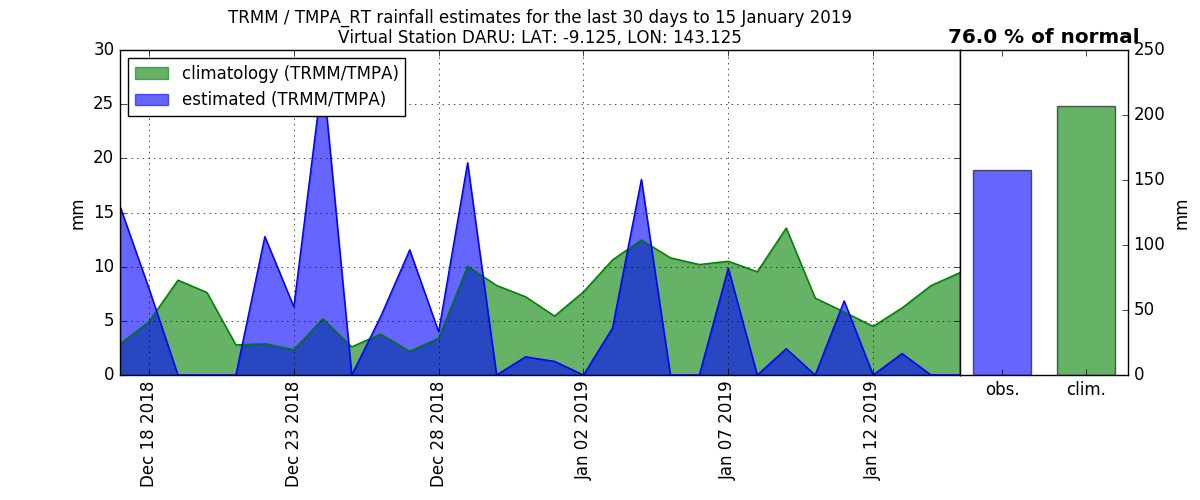 TRMM / TMPA_RT rainfall estimates for the last 30 days to 15 January 2019
Virtual Station DARU: LAT: -9.125, LON: 143.125
76.0 % of normal
climatology (TRMM/TMPA)
estimated (TRMM/TMPA)
30
25
20
15
10
5
0
mm
Dec 18 2018
Dec 23 2018
Dec 28 2018
Jan 02 2019
Jan 07 2019
Jan 12 2019
250
200
150
100
50
0
mm
obs.
clim.